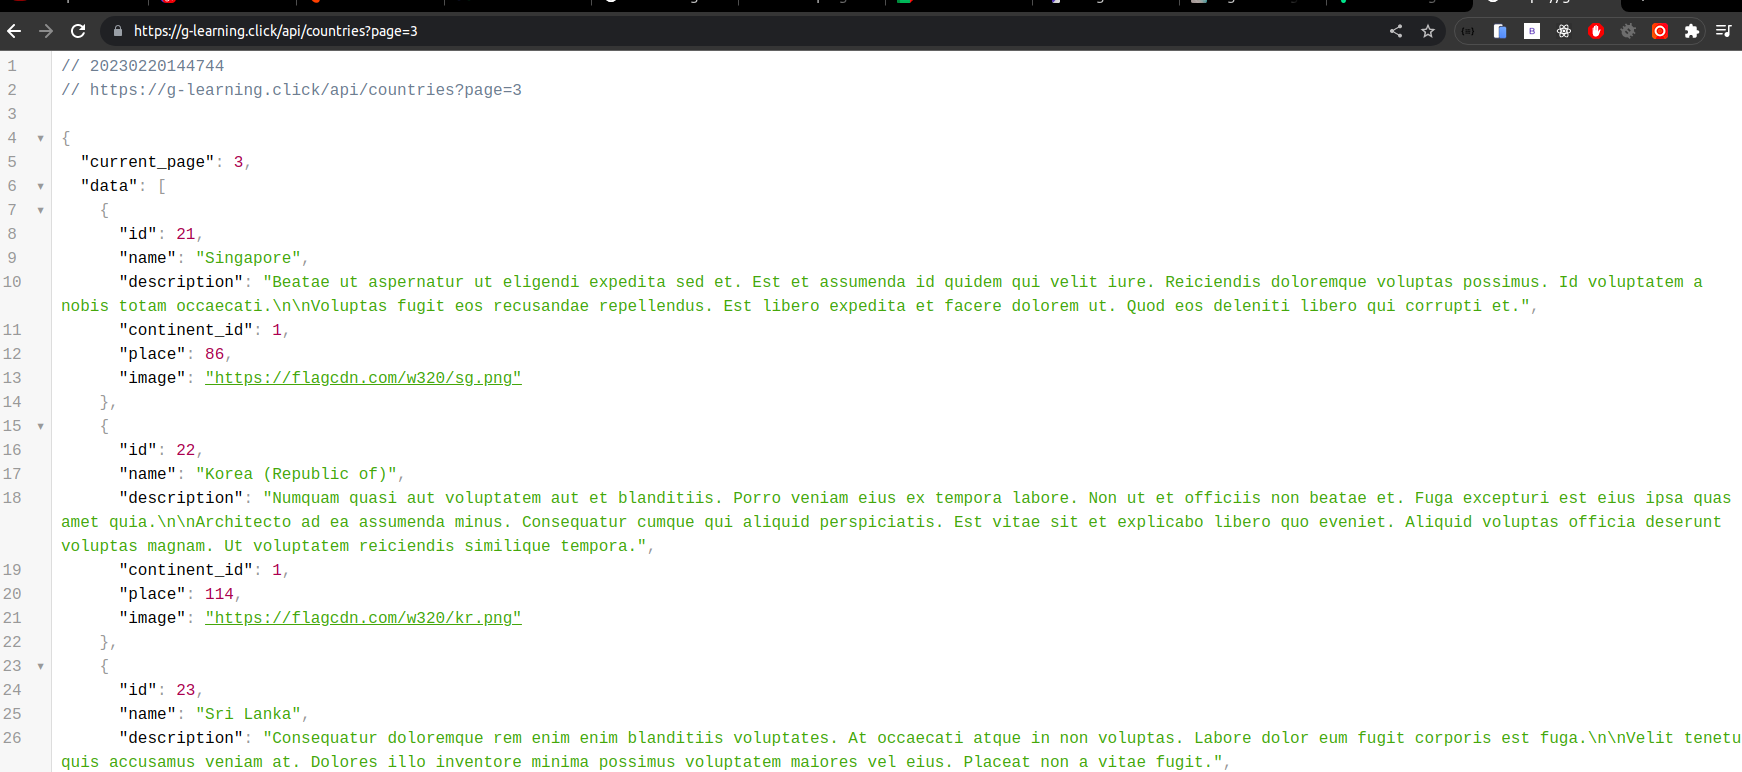 https://g-learning.click/api/countries?page=3
1 // 20230220144744
2 // https://g-learning.click/api/countries?page=3
3
4 {
5 "current_page": 3,
6 "data": [
7 {
8 "id": 21,
9 "name": "Singapore",
10 "description": "Beatae ut aspernatur ut eligendi expedita sed et. Est et assumenda id quidem qui velit iure. Reiciendis doloremque voluptas possimus. Id voluptatem a
nobis totam occaecati.\n\nVoluptas fugit eos recusandae repellendus. Est libero expedita et facere dolorem ut. Quod eos deleniti libero qui corrupti et.",
11 "continent_id": 1,
12 "place": 86,
13 "image": "https://flagcdn.com/w320/sg.png"
14 },
15 {
16 "id": 22,
17 "name": "Korea (Republic of)",
18 "description": "Numquam quasi aut voluptatem aut et blanditiis. Porro veniam eius ex tempora labore. Non ut et officiis non beatae et. Fuga excepturi est eius ipsa quas
amet quia.\n\nArchitecto ad ea assumenda minus. Consequatur cumque qui aliquid perspiciatis. Est vitae sit et explicabo libero quo eveniet. Aliquid voluptas officia deserunt
voluptas magnam. Ut voluptatem reiciendis similique tempora.",
19 "continent_id": 1,
20 "place": 114,
21 "image": "https://flagcdn.com/w320/kr.png"
22 },
23 {
24 "id": 23,
25 "name": "Sri Lanka",
26 "description": "Consequatur doloremque rem enim enim blanditiis voluptates. At occaecati atque in non voluptas. Labore dolor eum fugit corporis est fuga.\n\nVelit tenetu
quis accusamus veniam at. Dolores illo inventore minima possimus voluptatem maiores vel eius. Placeat non a vitae fugit.",